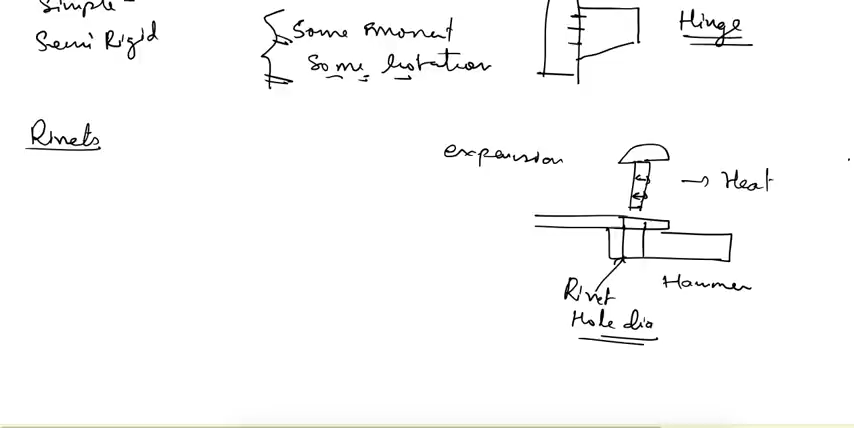 Simple -
Semi Rigid
Some moment
Some rotation
Hinge
Rivets
expansion
→ Heat
Rivet
Hole dia
Hammer